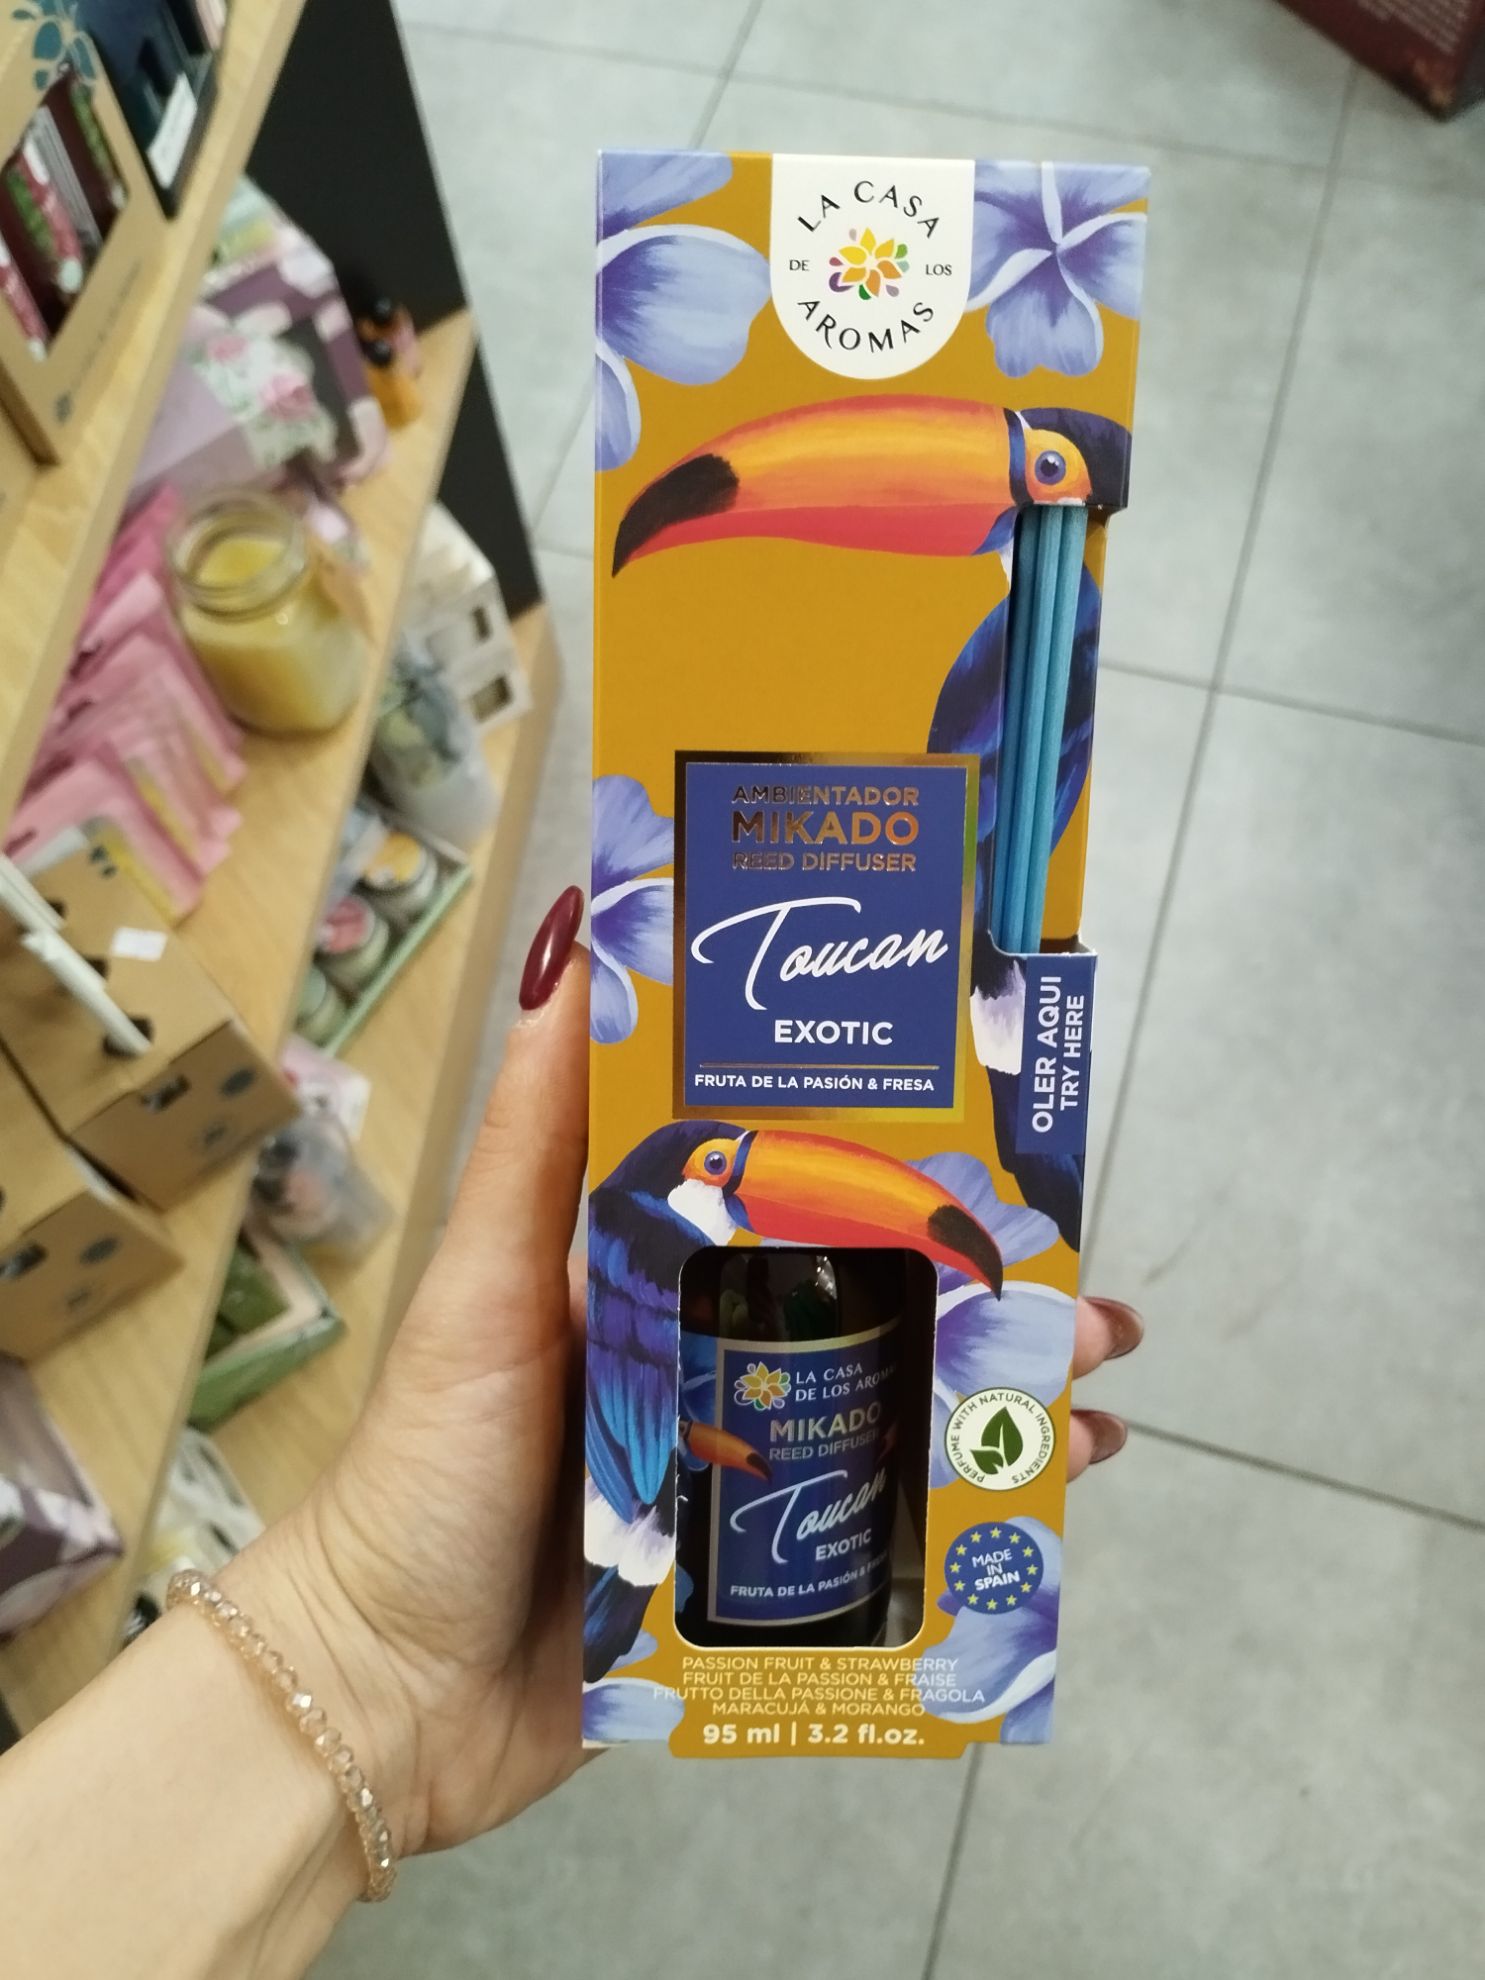 LA CASA
DE LOS
AROMAS
AMBIENTADOR
MIKADO
REED DIFFUSER
Toucan
EXOTIC
FRUTA DE LA PASIÓN & FRESA
OLER AQUI
TRY HERE
LA CASA
DE LOS
MIKADO
REED DIFFUSER
Toucan
EXOTIC
FRUTA DE LA PASIÓN &
PERFUME WITH NATURAL INGREDIENTS
MADE
IN
SPAIN
PASSION FRUIT & STRAWBERRY
FRUIT DE LA PASSION & FRAISE
FRUTTO DELLA PASSIONE & FRAGOLA
MARACUJÁ & MORANGO
95 ml | 3.2 fl.oz.